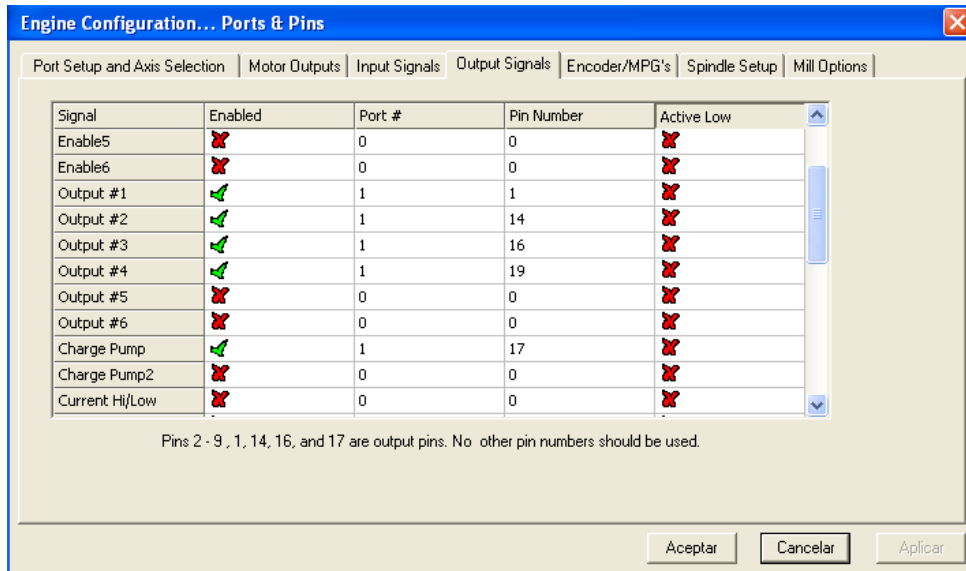 Engine Configuration... Ports & Pins
Port Setup and Axis Selection Motor Outputs Input Signals Output Signals Encoder/MPG's Spindle Setup Mill Options
Signal Enabled Port # Pin Number Active Low
Enable5 0 0
Enable6 0 0
Output #1 1 1
Output #2 1 14
Output #3 1 16
Output #4 1 19
Output #5 0 0
Output #6 0 0
Charge Pump 1 17
Charge Pump2 0 0
Current Hi/Low 0 0
Pins 2 - 9 , 1, 14, 16, and 17 are output pins. No other pin numbers should be used.
Aceptar Cancelar Aplicar